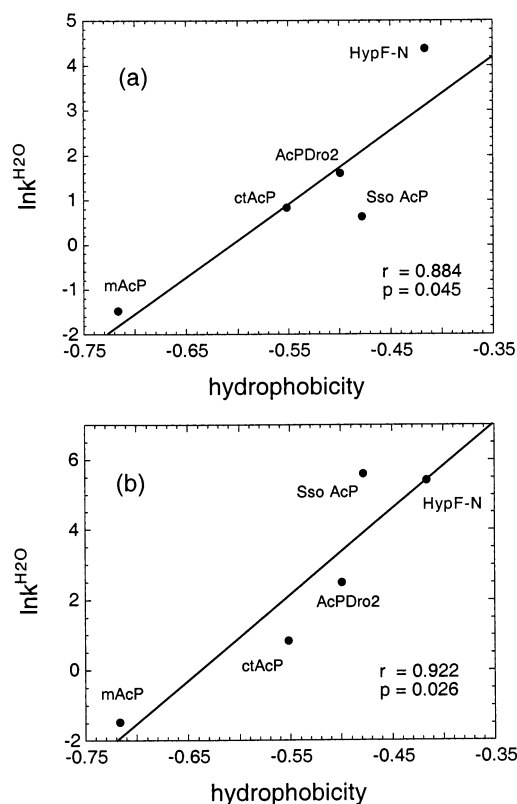 5
4
3
2
1
0
-1
-2
(a)
HypF-N
AcPDro2
ctAcP
Sso AcP
mAcP
r = 0.884
p = 0.045
lnk^H2O
-0.75 -0.65 -0.55 -0.45 -0.35
hydrophobicity
6
4
2
0
-2
(b)
Sso AcP
HypF-N
AcPDro2
ctAcP
mAcP
r = 0.922
p = 0.026
lnk^H2O
-0.75 -0.65 -0.55 -0.45 -0.35
hydrophobicity